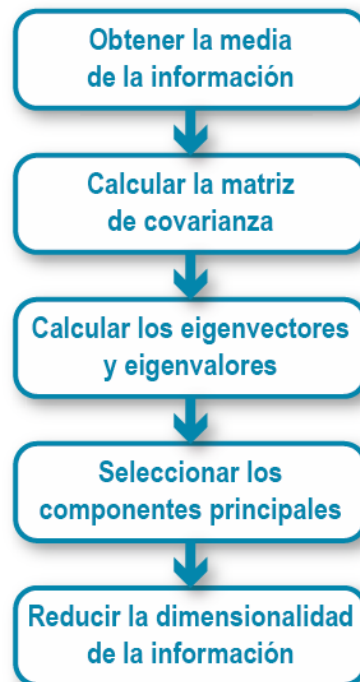 Obtener la media
de la información
Calcular la matriz
de covarianza
Calcular los eigenvectores
y eigenvalores
Seleccionar los
componentes principales
Reducir la dimensionalidad
de la información